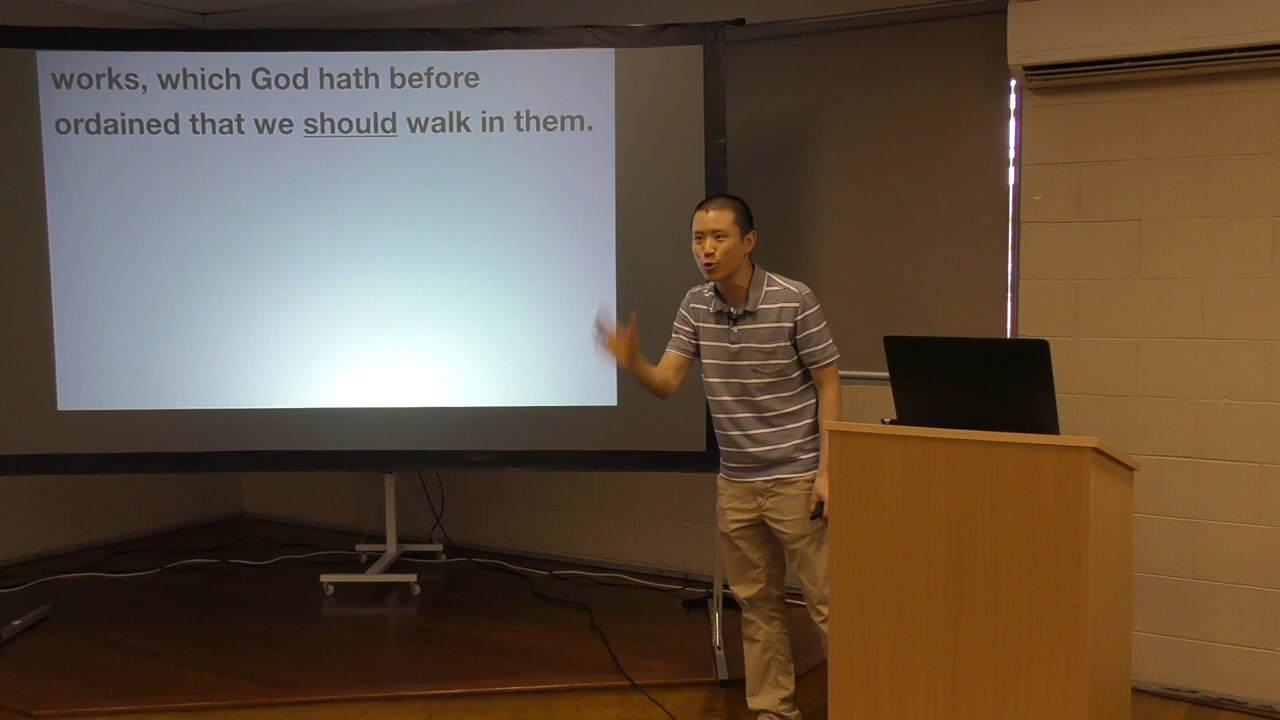 works, which God hath before
ordained that we should walk in them.